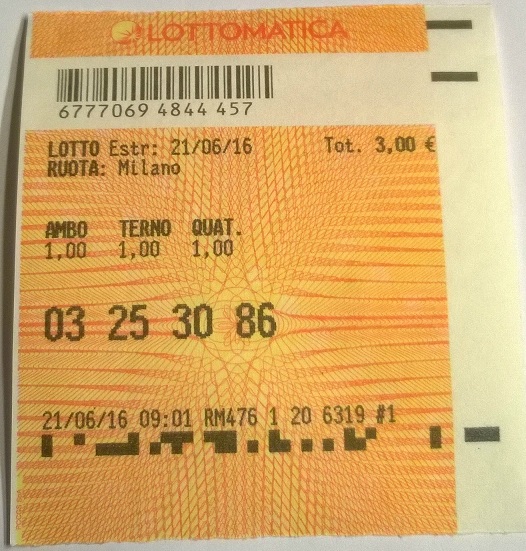 LOTTOMATICA
6777069 4844 457
LOTTO Estr: 21/06/16 Tot. 3,00 €
RUOTA: Milano
AMBO TERNO QUAT.
1,00 1,00 1,00
03 25 30 86
21/06/16 09:01 RM476 1 20 6319 #1